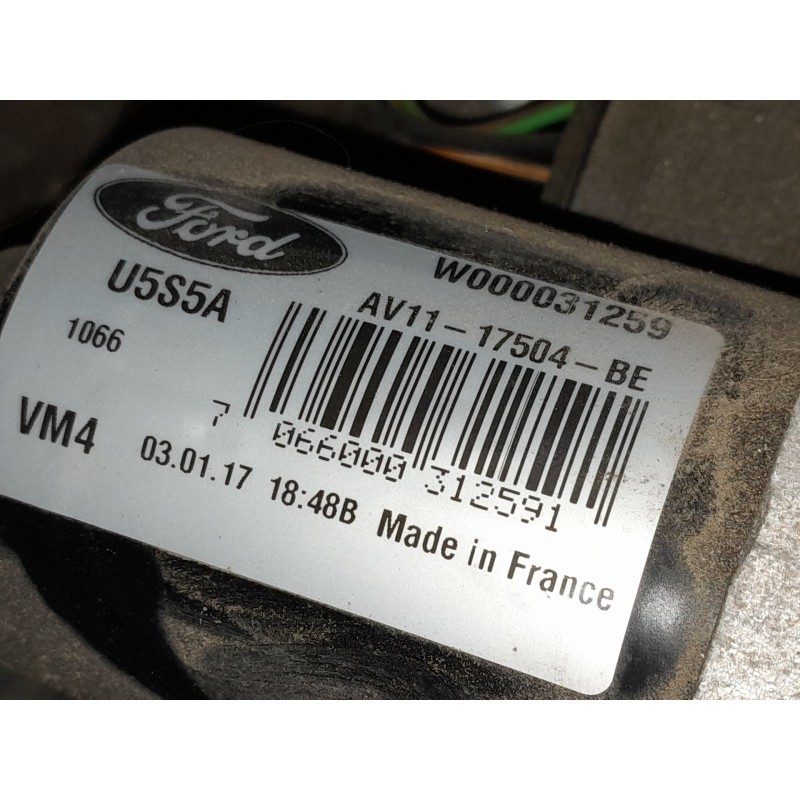 Ford
W000031259
U5S5A
AV11-17504-BE
1066
7 066000 312591
VM4
03.01.17 18:48B Made in France